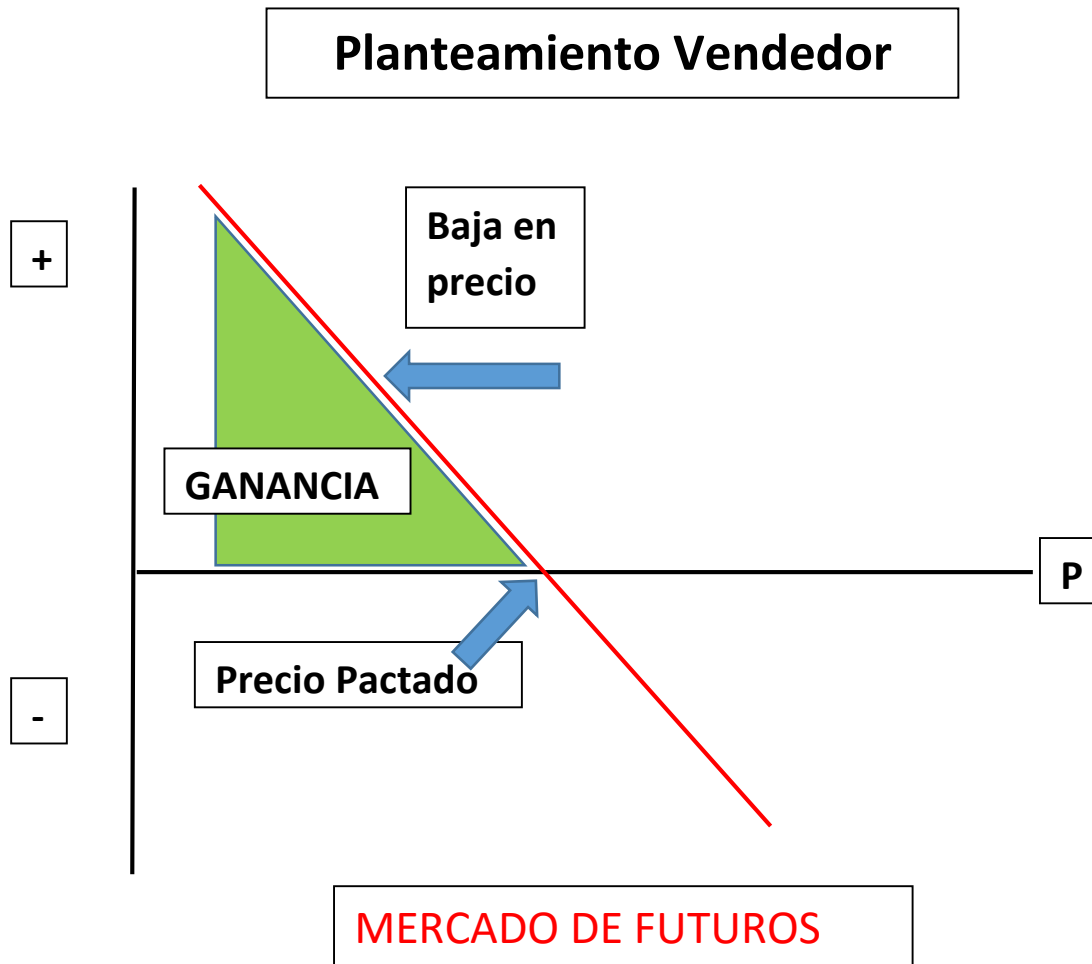 Planteamiento Vendedor
+
Baja en
precio
GANANCIA
P
Precio Pactado
-
MERCADO DE FUTUROS